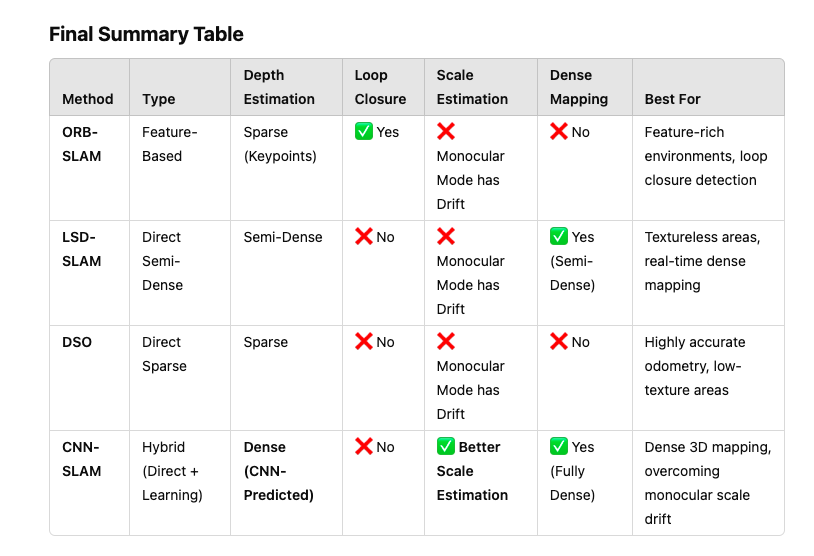 Final Summary Table
Method Type Depth Estimation Loop Closure Scale Estimation Dense Mapping Best For
ORB-SLAM Feature-Based Sparse (Keypoints) ✅ Yes ❌ Monocular Mode has Drift ❌ No Feature-rich environments, loop closure detection
LSD-SLAM Direct Semi-Dense Semi-Dense ❌ No ❌ Monocular Mode has Drift ✅ Yes (Semi-Dense) Textureless areas, real-time dense mapping
DSO Direct Sparse Sparse ❌ No ❌ Monocular Mode has Drift ❌ No Highly accurate odometry, low-texture areas
CNN-SLAM Hybrid (Direct + Learning) Dense (CNN-Predicted) ❌ No ✅ Better Scale Estimation ✅ Yes (Fully Dense) Dense 3D mapping, overcoming monocular scale drift